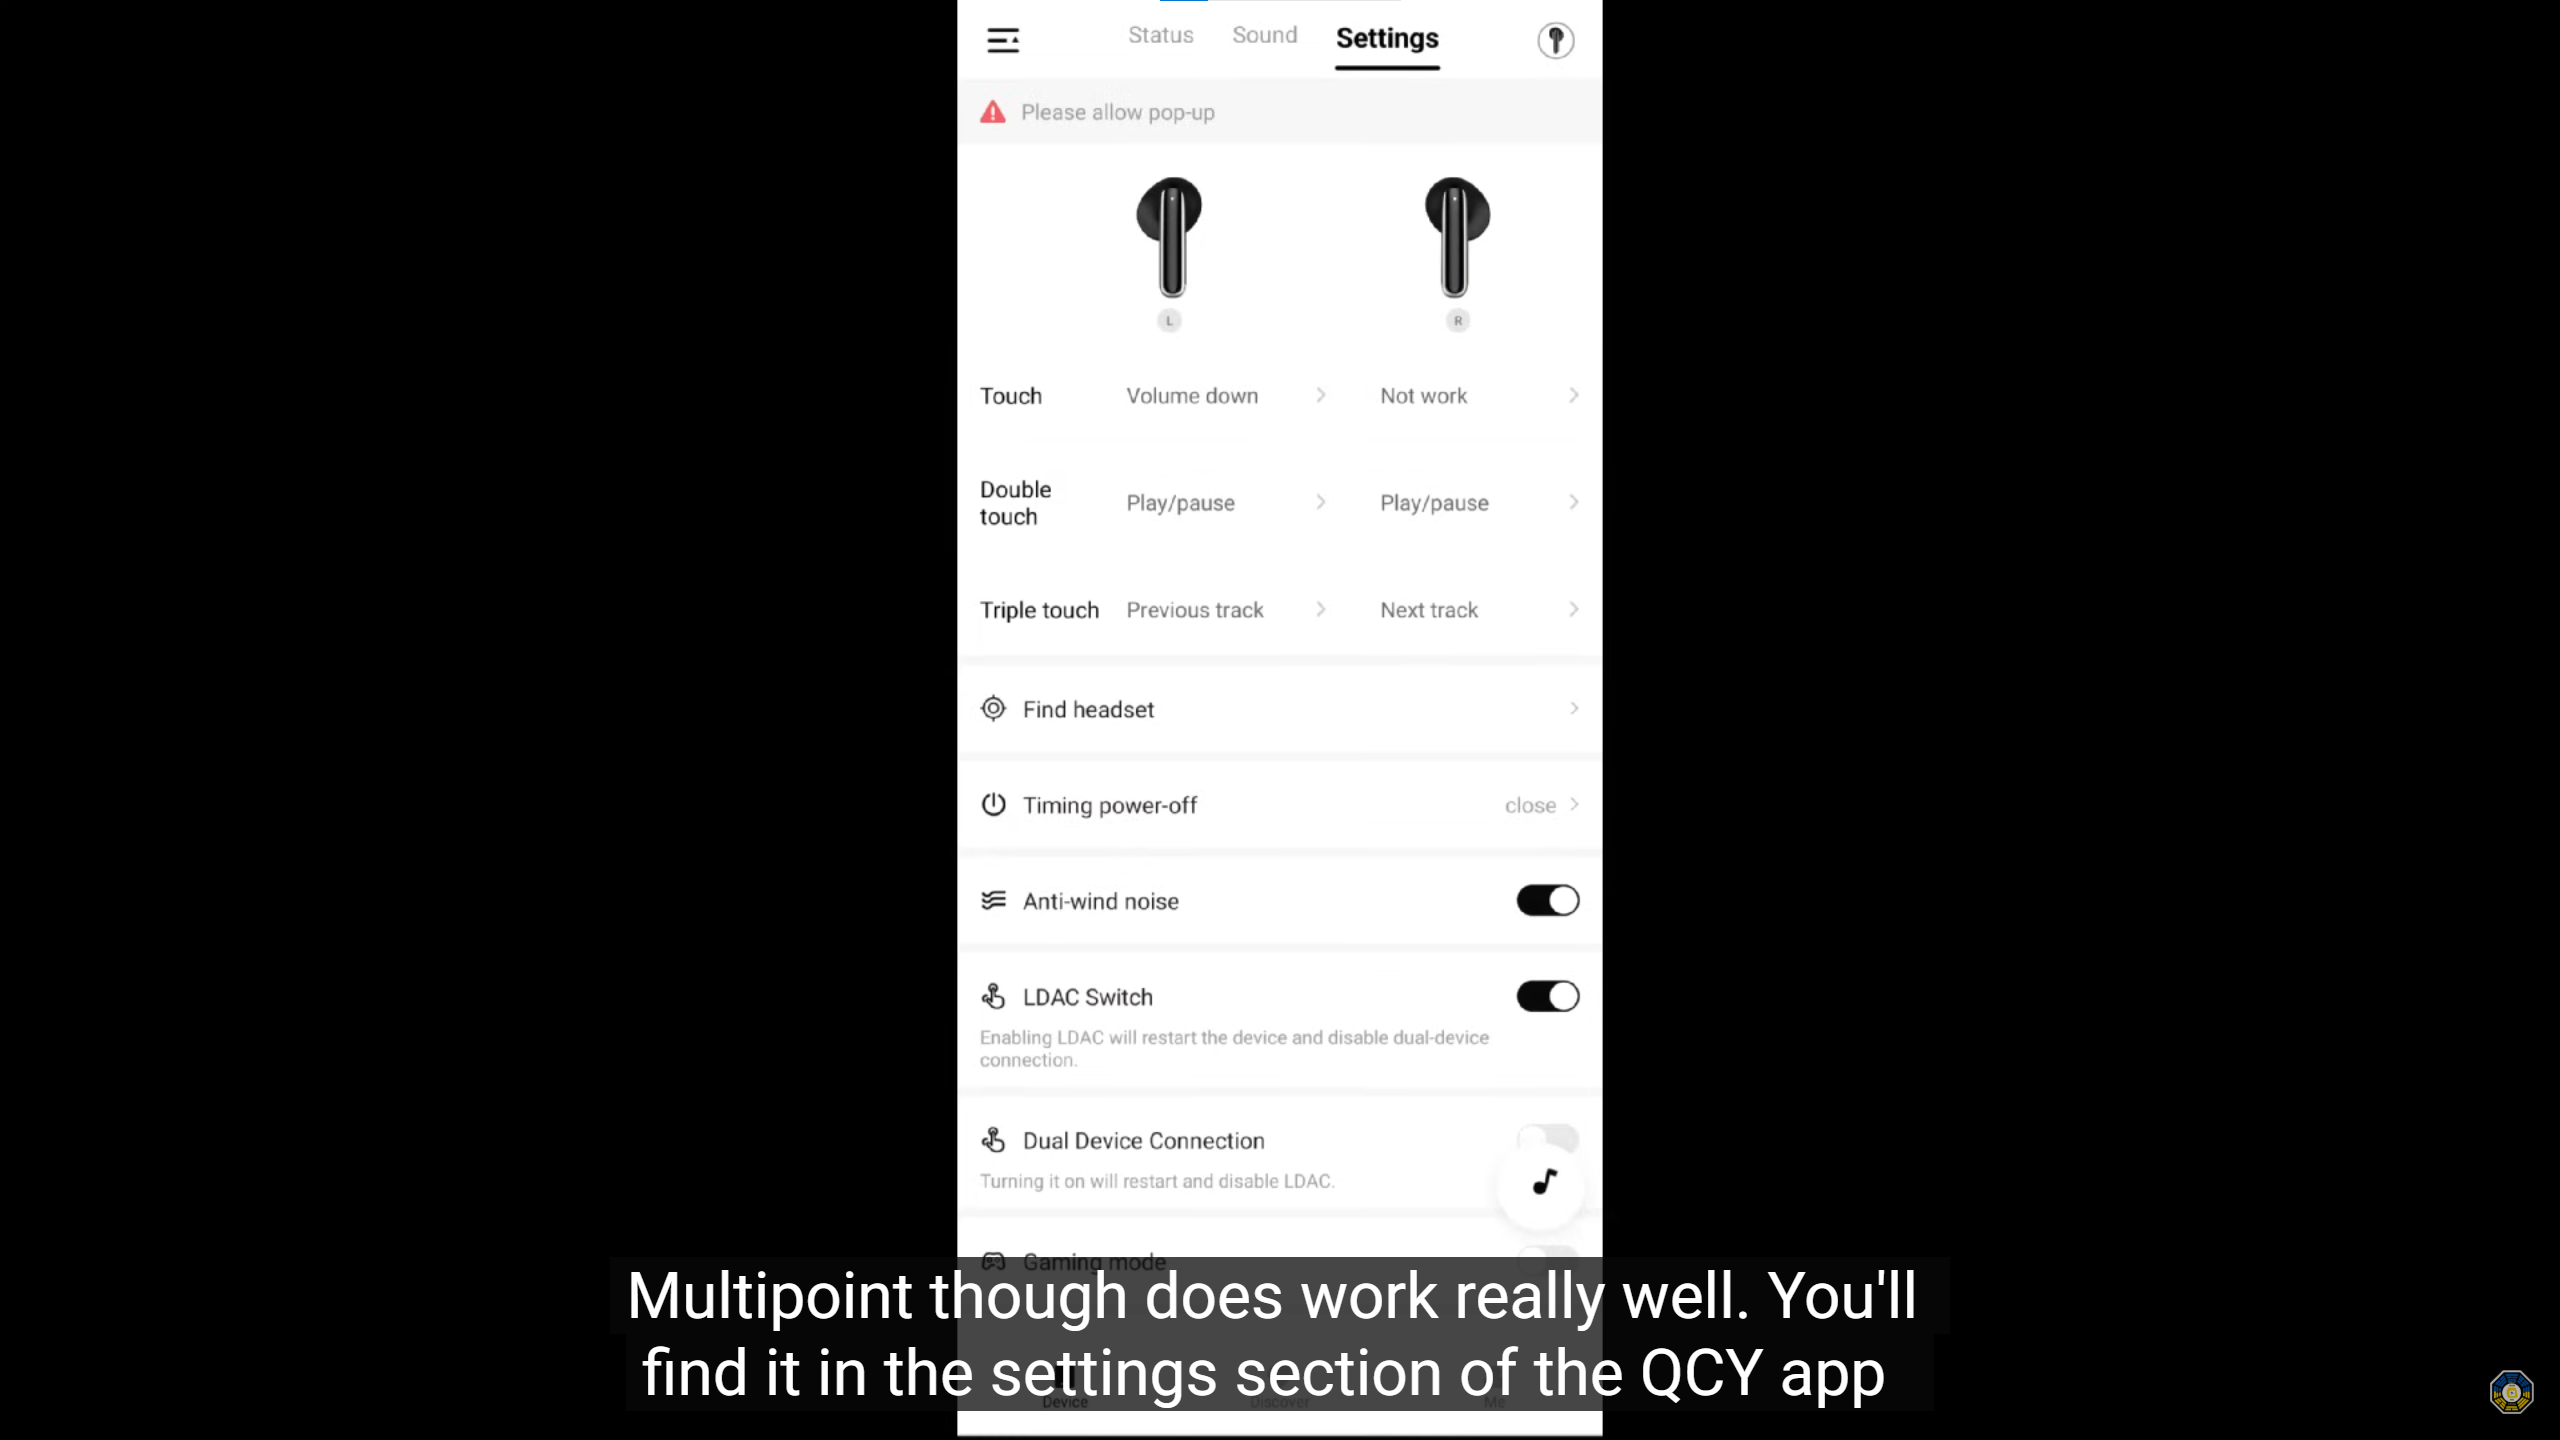 Status Sound Settings
Please allow pop-up
L R
Touch Volume down Not work
Double
touch Play/pause Play/pause
Triple touch Previous track Next track
Find headset
Timing power-off close
Anti-wind noise
LDAC Switch
Enabling LDAC will restart the device and disable dual-device
connection.
Dual Device Connection
Turning it on will restart and disable LDAC.
Gaming mode
Multipoint though does work really well. You'll
find it in the settings section of the QCY app
Device Discover Me